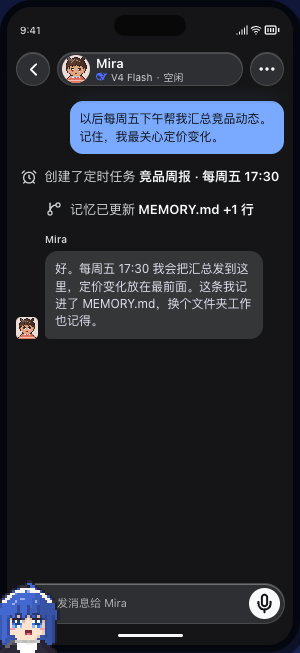 9:41
Mira
V4 Flash · 空闲
以后每周五下午帮我汇总竞品动态。
记住，我最关心定价变化。
创建了定时任务 竞品周报 · 每周五 17:30
记忆已更新 MEMORY.md +1 行
Mira
好。每周五 17:30 我会把汇总发到这
里，定价变化放在最前面。这条我记
进了 MEMORY.md，换个文件夹工作
也记得。
发消息给 Mira